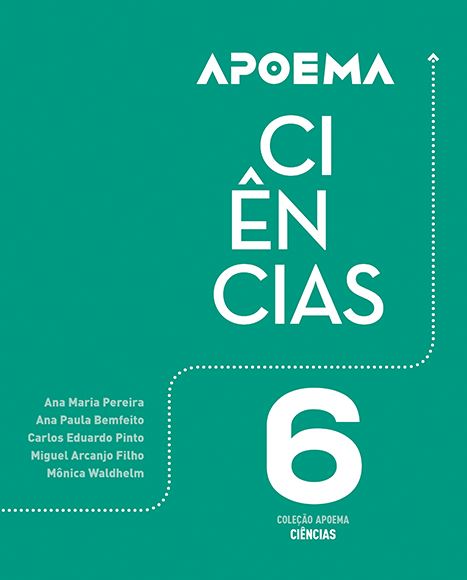 APOEMA
CI
ÊN
CIAS
Ana Maria Pereira
Ana Paula Bemfeito
Carlos Eduardo Pinto
Miguel Arcanjo Filho
Mônica Waldhelm
6
COLEÇÃO APOEMA
CIÊNCIAS